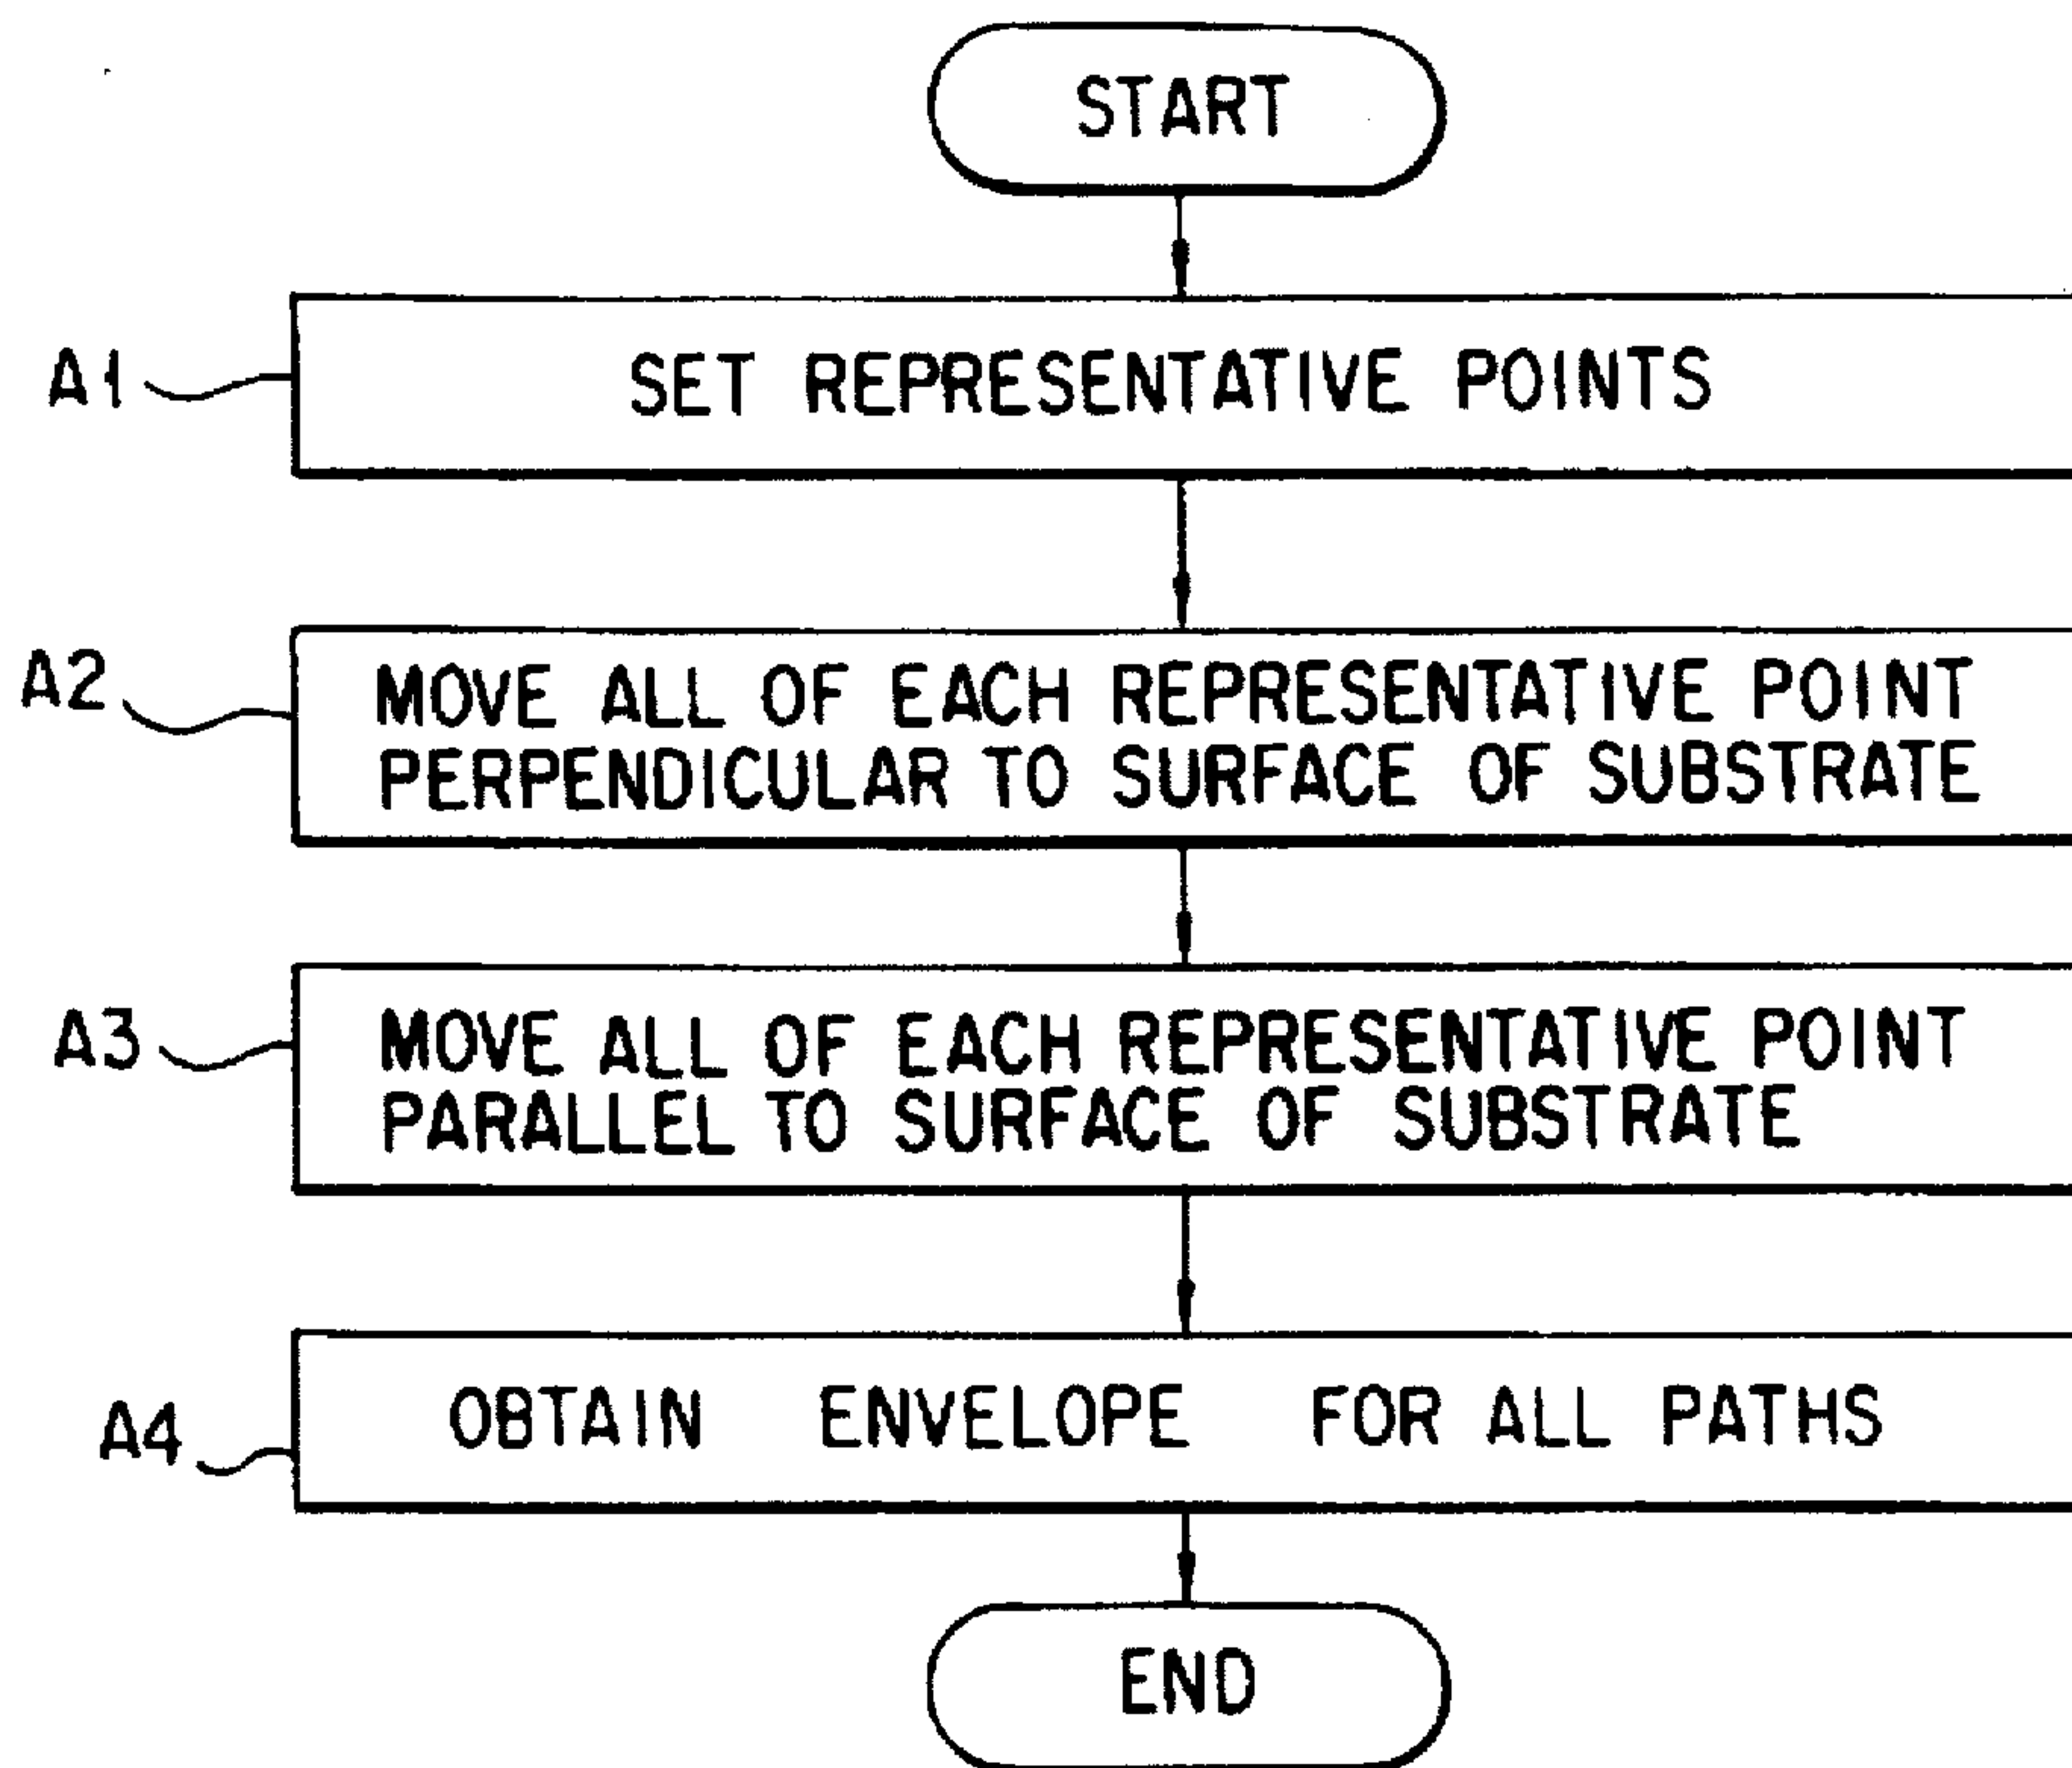 START
A1
SET REPRESENTATIVE POINTS
A2
MOVE ALL OF EACH REPRESENTATIVE POINT
PERPENDICULAR TO SURFACE OF SUBSTRATE
A3
MOVE ALL OF EACH REPRESENTATIVE POINT
PARALLEL TO SURFACE OF SUBSTRATE
A4
OBTAIN ENVELOPE FOR ALL PATHS
END